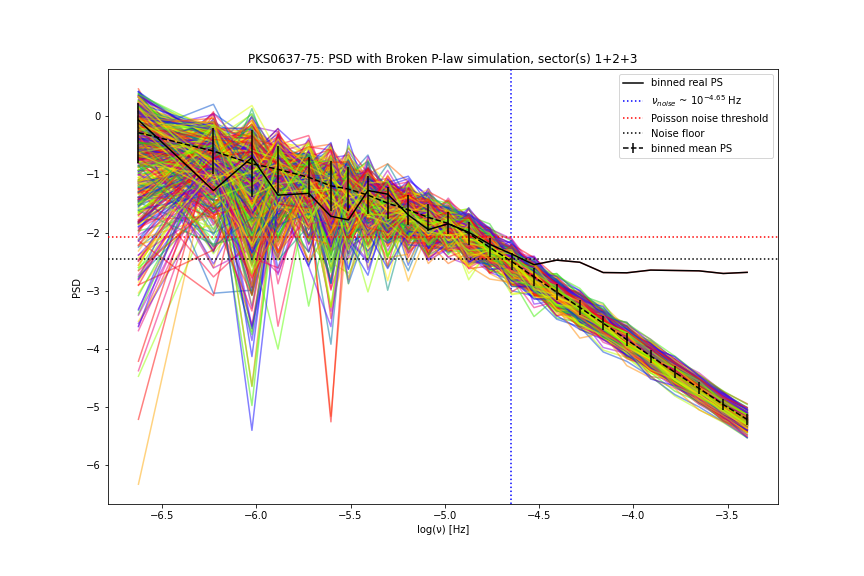 PKS0637-75: PSD with Broken P-law simulation, sector(s) 1+2+3
binned real PS
ν_noise ~ 10^−4.65 Hz
Poisson noise threshold
Noise floor
binned mean PS
PSD
0
−1
−2
−3
−4
−5
−6
−6.5 −6.0 −5.5 −5.0 −4.5 −4.0 −3.5
log(ν) [Hz]